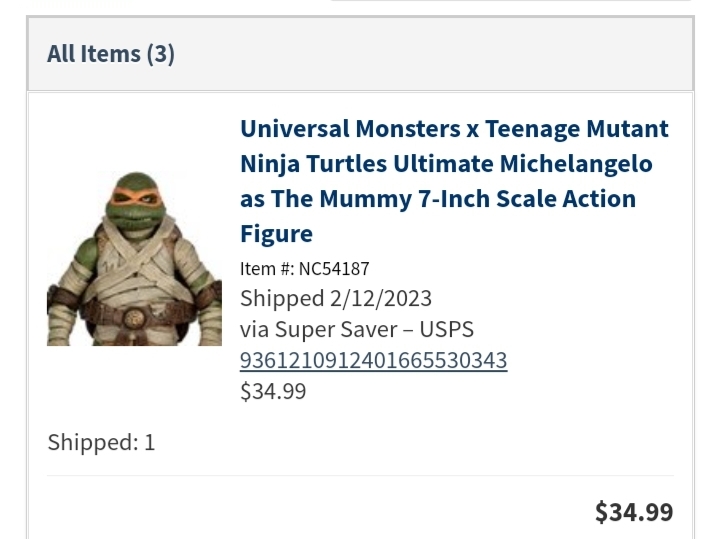 All Items (3)
Universal Monsters x Teenage Mutant
Ninja Turtles Ultimate Michelangelo
as The Mummy 7-Inch Scale Action
Figure
Item #: NC54187
Shipped 2/12/2023
via Super Saver – USPS
9361210912401665530343
$34.99
Shipped: 1
$34.99